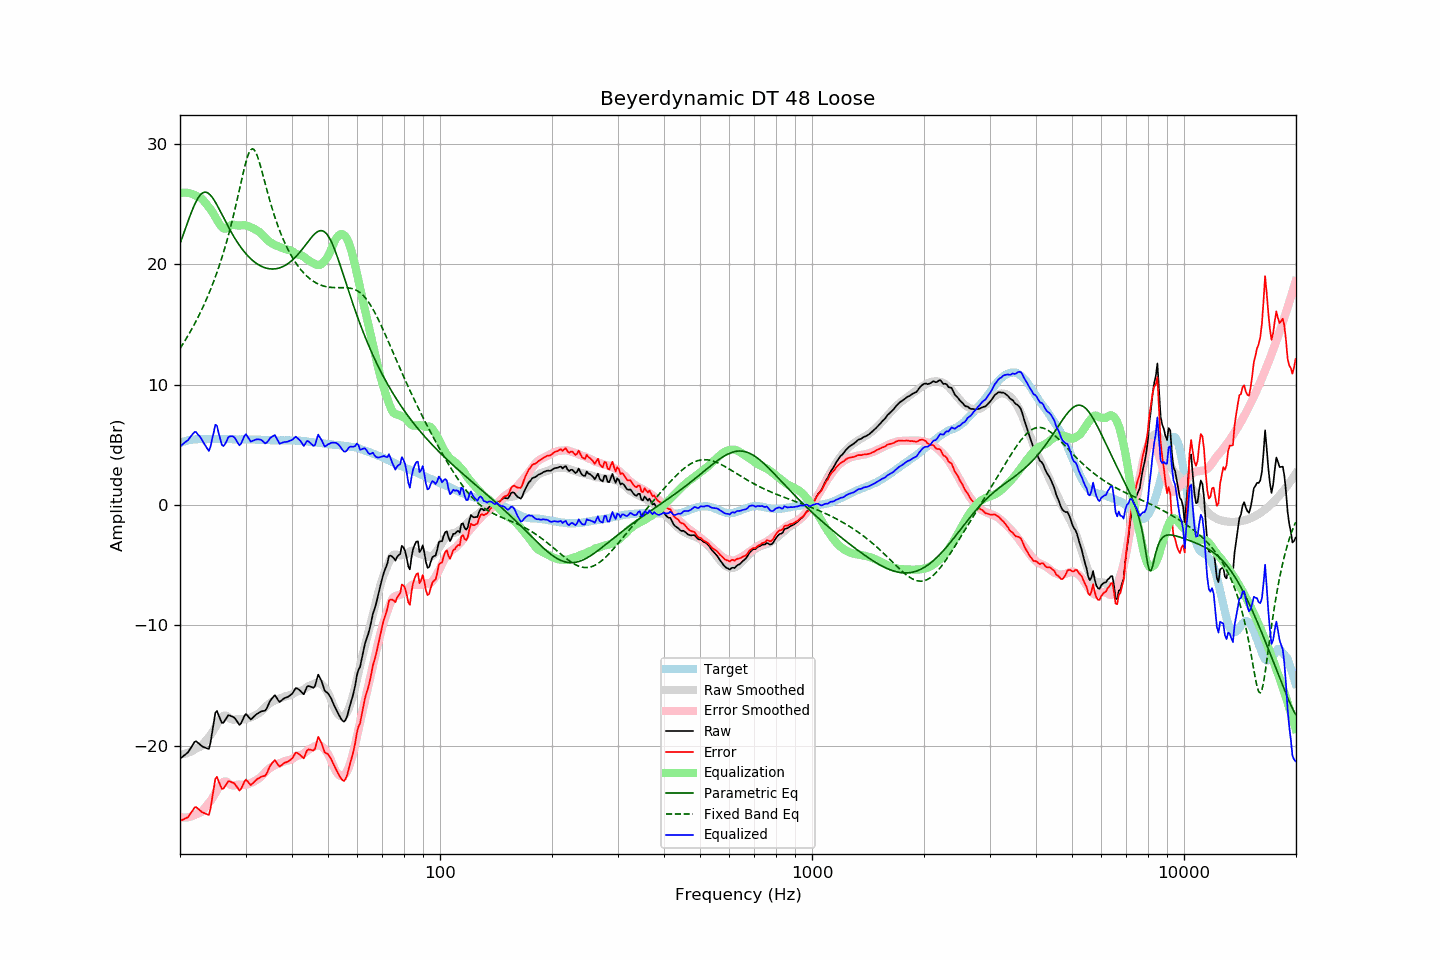 Beyerdynamic DT 48 Loose
Amplitude (dBr)
30
20
10
0
−10
−20
Target
Raw Smoothed
Error Smoothed
Raw
Error
Equalization
Parametric Eq
Fixed Band Eq
Equalized
100
1000
10000
Frequency (Hz)